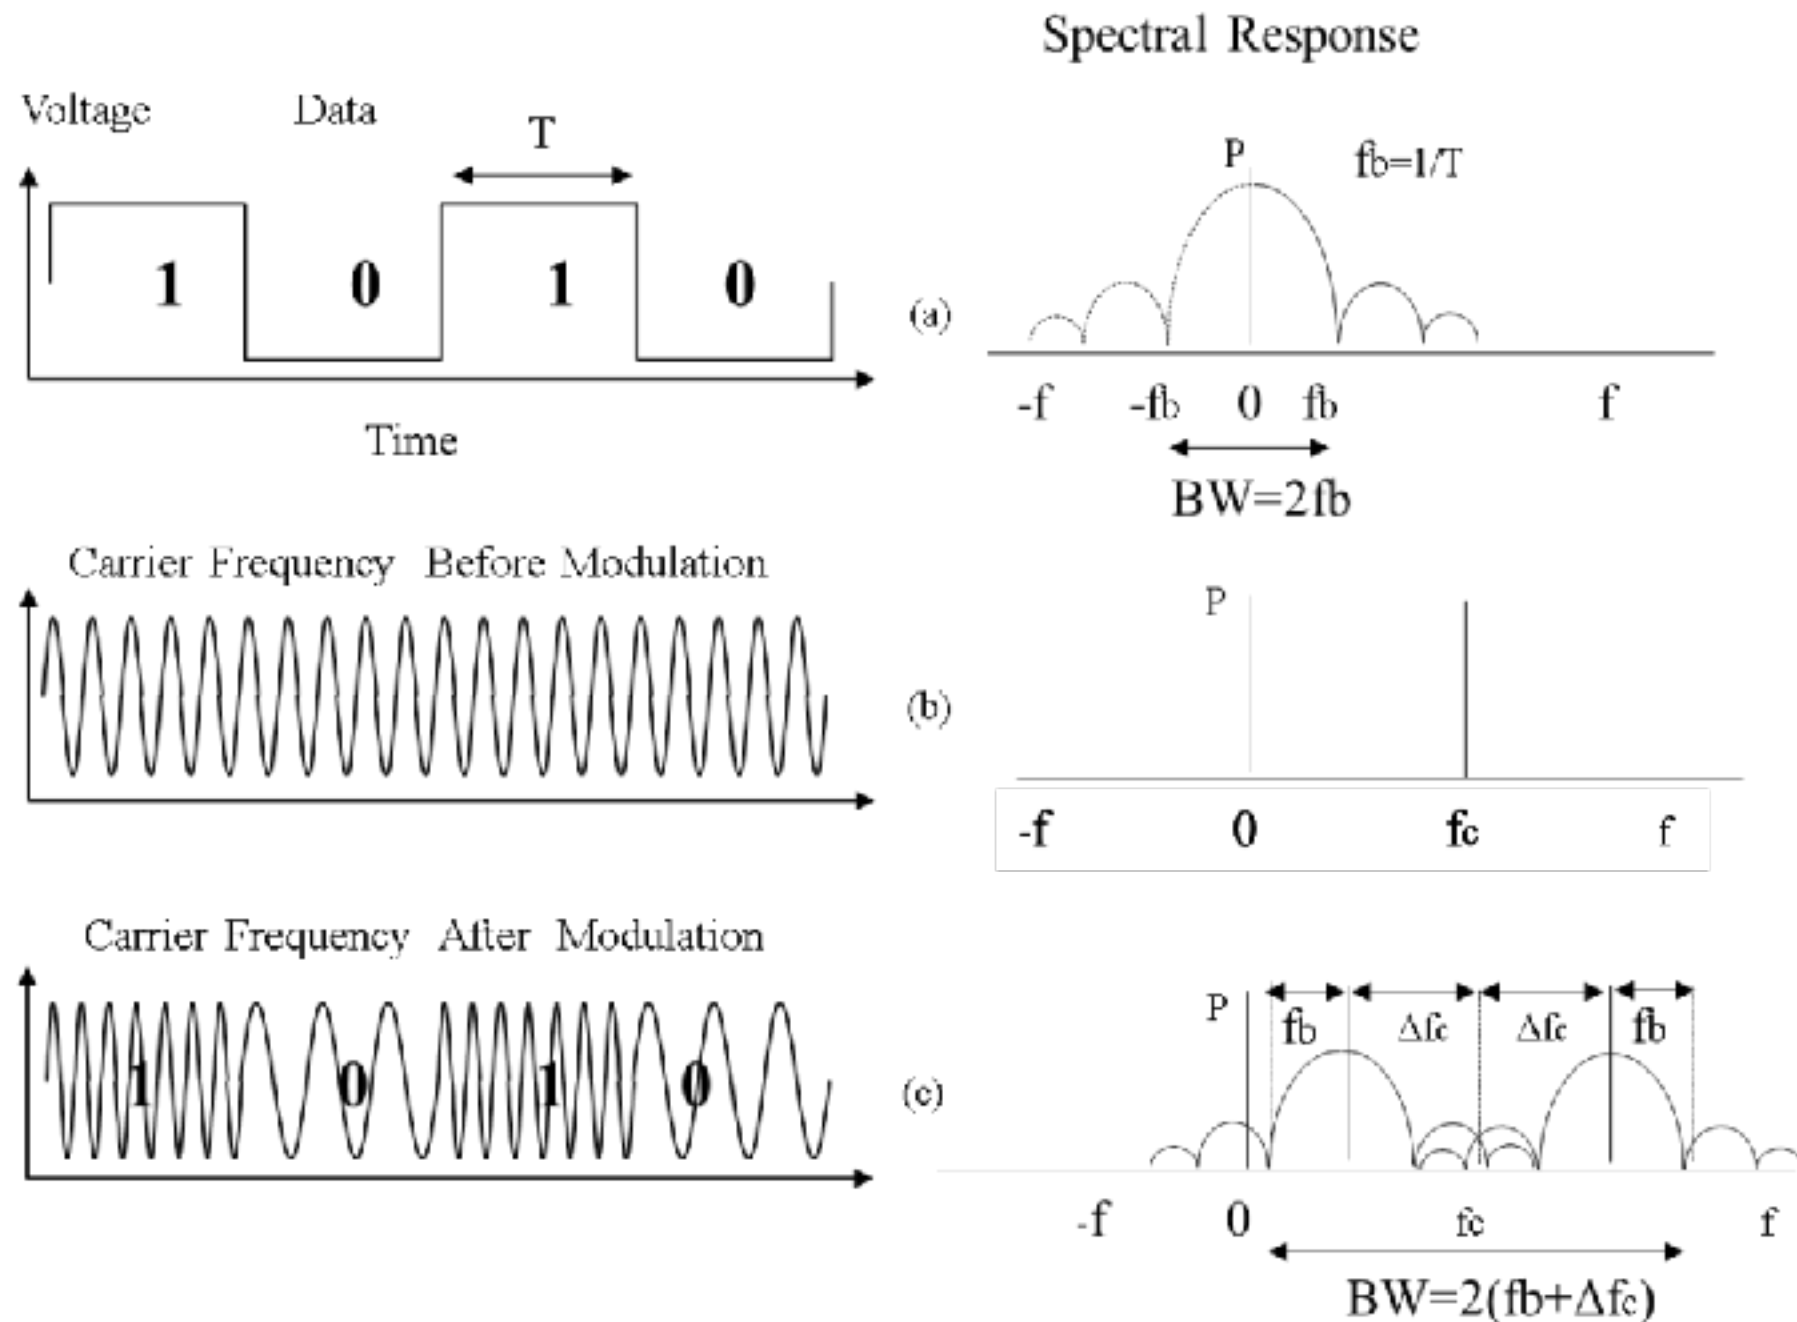 Spectral Response
Voltage Data T
1 0 1 0
Time
(a)
P fb=1/T
-f -fb 0 fb f
BW=2fb
Carrier Frequency Before Modulation
(b)
P
-f 0 fc f
Carrier Frequency After Modulation
1 0 1 0
(c)
P fb Δfc Δfc fb
-f 0 fc f
BW=2(fb+Δfc)